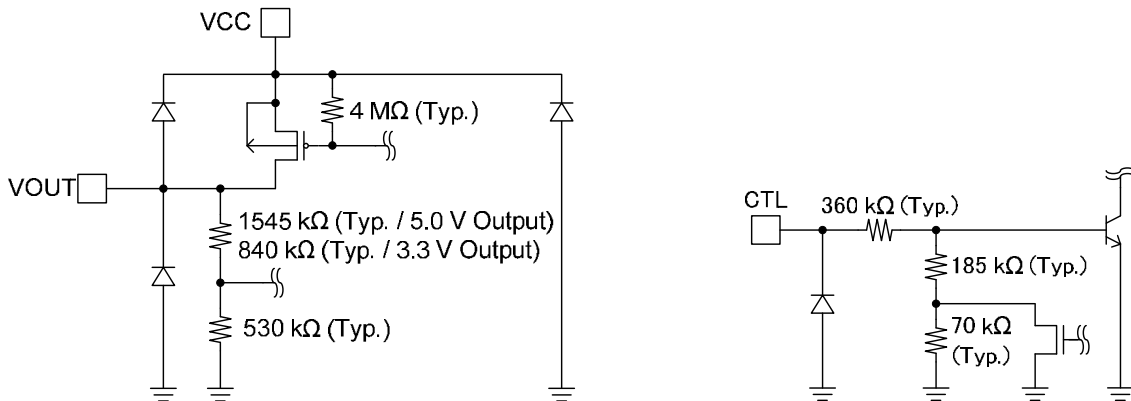 VCC
4 MΩ (Typ.)
VOUT
1545 kΩ (Typ. / 5.0 V Output)
840 kΩ (Typ. / 3.3 V Output)
530 kΩ (Typ.)
CTL
360 kΩ (Typ.)
185 kΩ (Typ.)
70 kΩ
(Typ.)